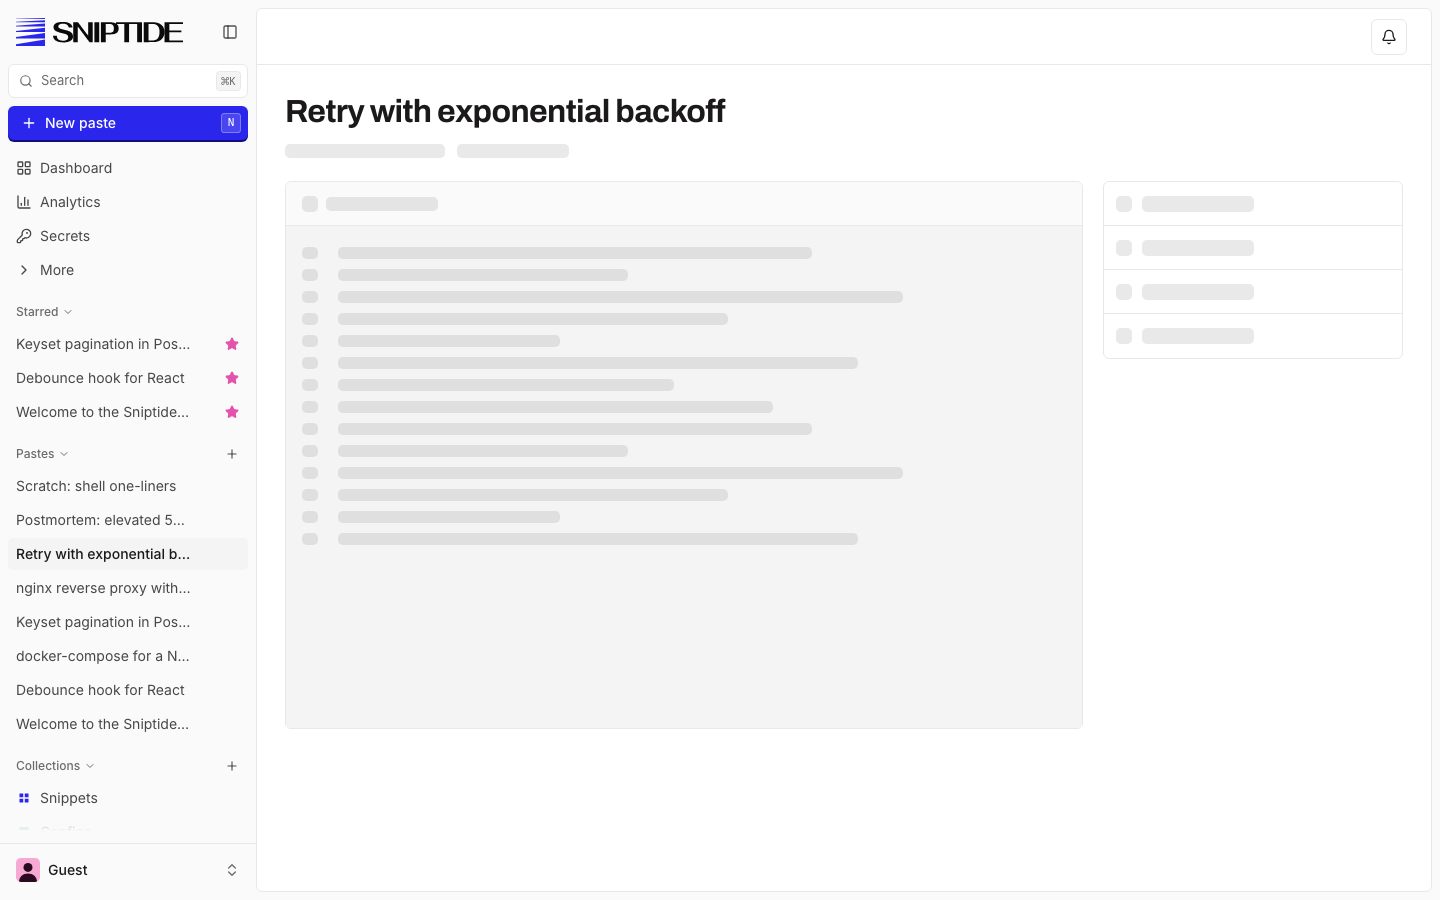 SNIPTIDE
Search ⌘K
New paste N
Dashboard
Analytics
Secrets
More
Starred
Keyset pagination in Pos...
Debounce hook for React
Welcome to the Sniptide...
Pastes
Scratch: shell one-liners
Postmortem: elevated 5...
Retry with exponential b...
nginx reverse proxy with...
Keyset pagination in Pos...
docker-compose for a N...
Debounce hook for React
Welcome to the Sniptide...
Collections
Snippets
Guest
Retry with exponential backoff